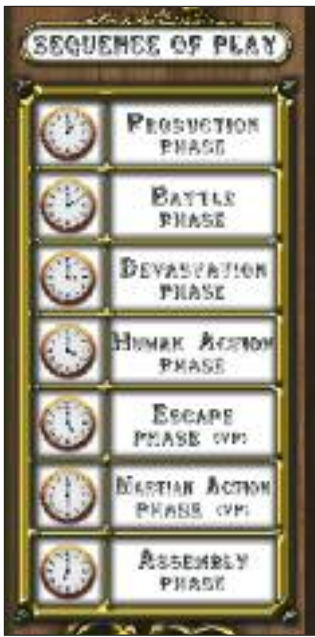 SEQUENCE OF PLAY
PRODUCTION
PHASE
BATTLE
PHASE
DEVASTATION
PHASE
HUMAN ACTION
PHASE
ESCAPE
PHASE (VP)
MARTIAN ACTION
PHASE (VP)
ASSEMBLY
PHASE